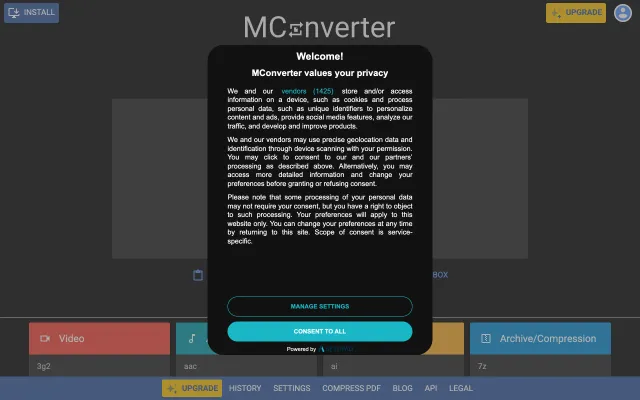 INSTALL
UPGRADE
MConverter
Welcome!
MConverter values your privacy
We and our vendors (1425) store and/or access
information on a device, such as cookies and process
personal data, such as unique identifiers to personalize
content and ads, provide social media features, analyze our
traffic, and develop and improve products.
We and our vendors may use precise geolocation data and
identification through device scanning with your permission.
You may click to consent to our and our partners'
processing as described above. Alternatively, you may
access more detailed information and change your
preferences before granting or refusing consent.
Please note that some processing of your personal data
may not require your consent, but you have a right to object
to such processing. Your preferences will apply to this
website only. You can change your preferences at any time
by returning to this site. Scope of consent is service-
specific.
BOX
MANAGE SETTINGS
CONSENT TO ALL
Powered by
Video
Archive/Compression
3g2
aac
ai
7z
UPGRADE HISTORY SETTINGS COMPRESS PDF BLOG API LEGAL